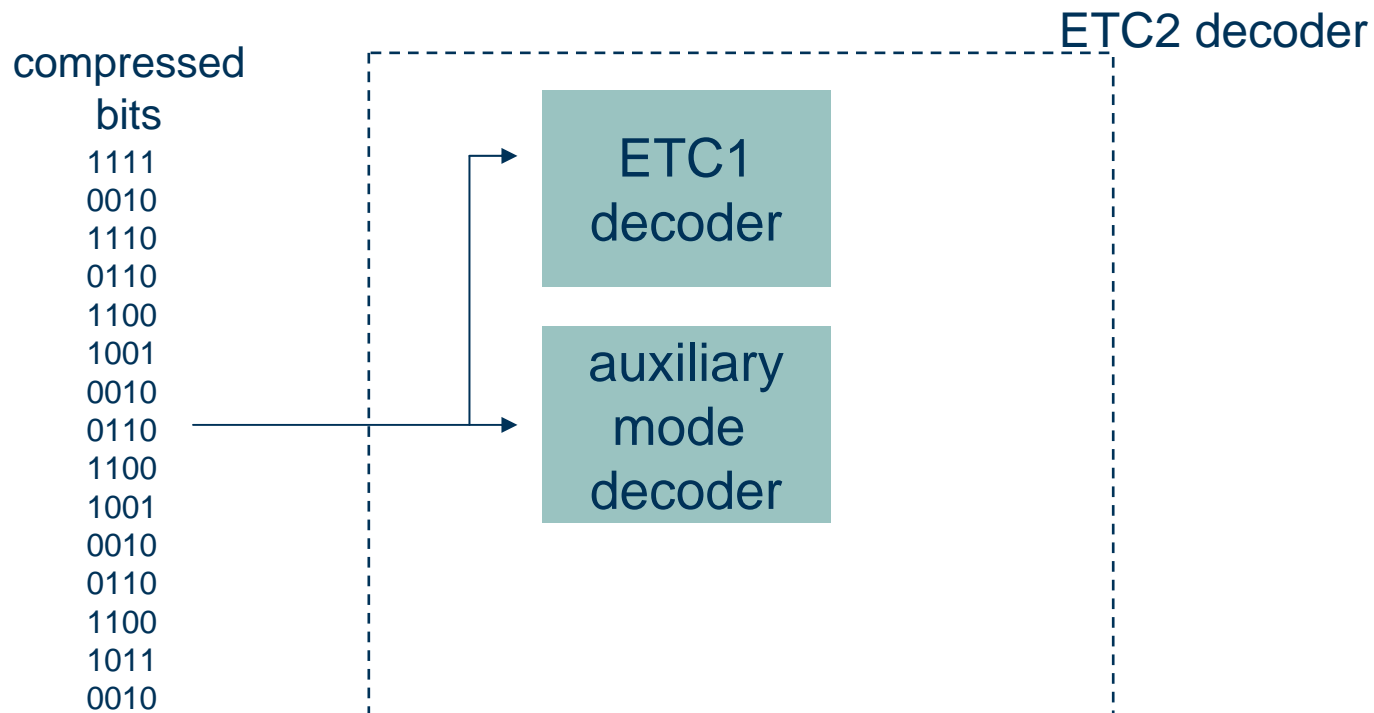 ETC2 decoder
compressed
bits
1111
0010
1110
0110
1100
1001
0010
0110
1100
1001
0010
0110
1100
1011
0010
ETC1
decoder
auxiliary
mode
decoder